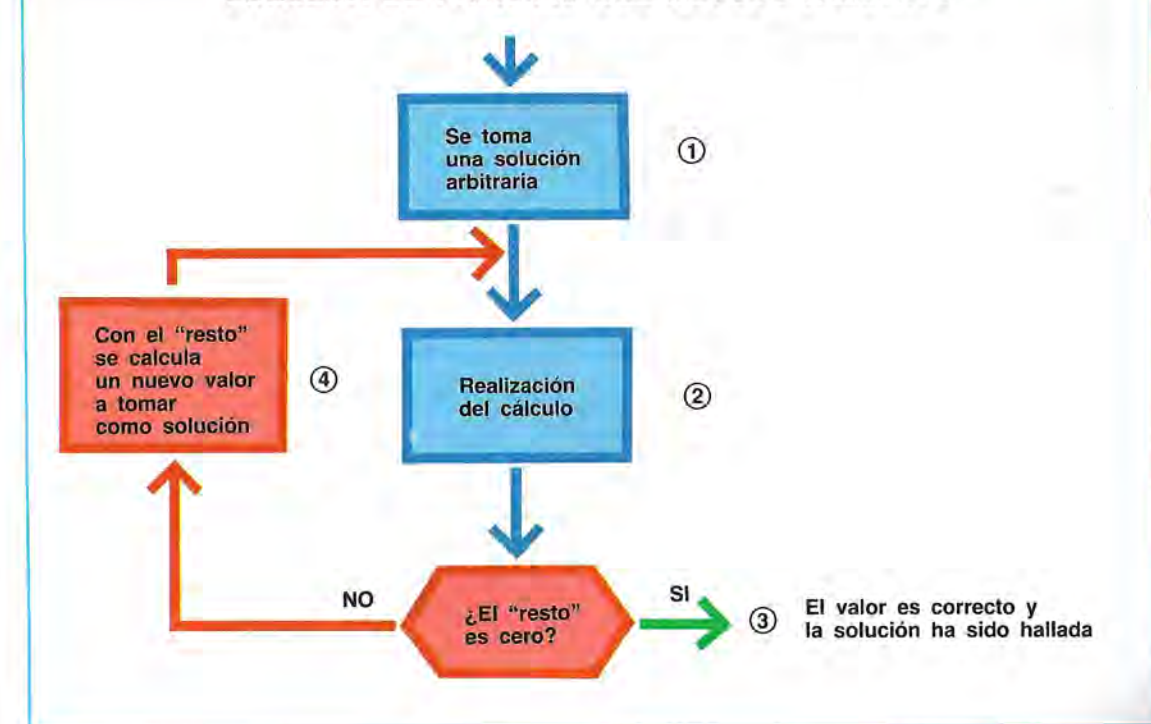 Se toma
una solución
arbitraria
①
Con el “resto”
se calcula
un nuevo valor
a tomar
como solución
④
Realización
del cálculo
②
NO
¿El “resto”
es cero?
SI
③
El valor es correcto y
la solución ha sido hallada